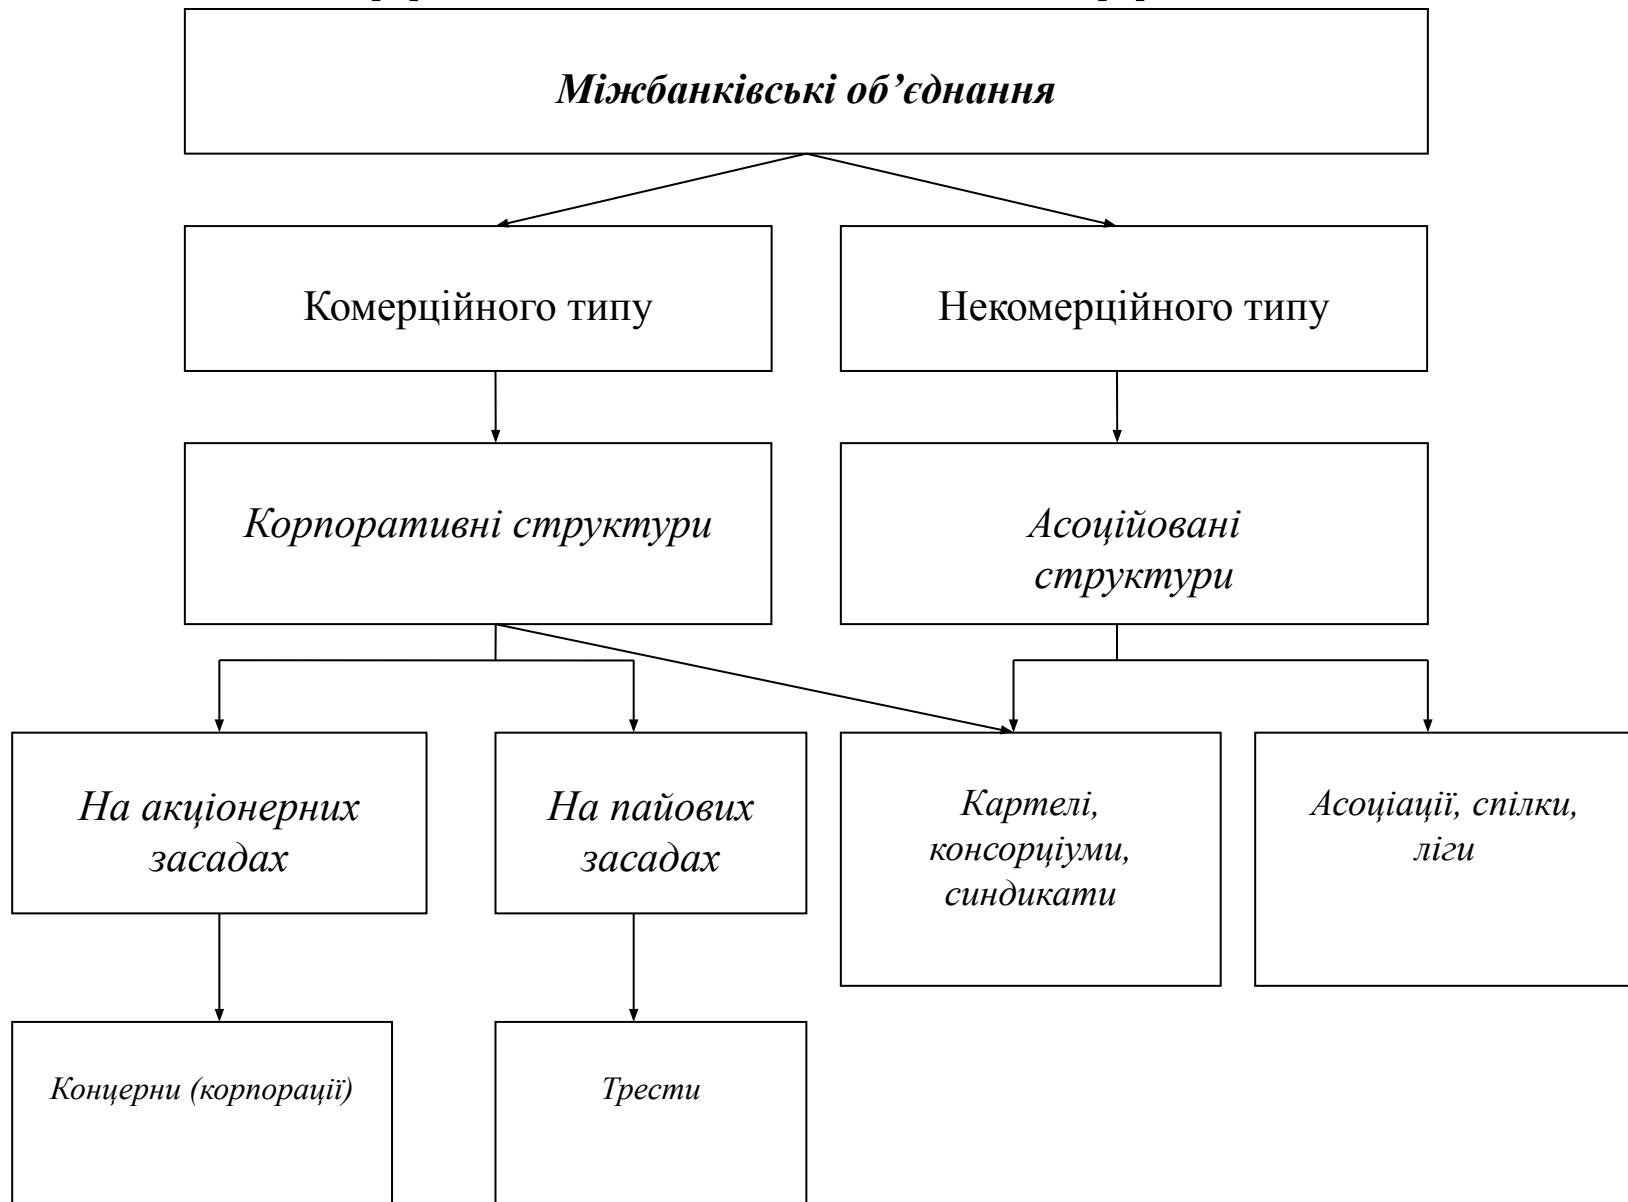 Міжбанківські об’єднання
Комерційного типу
Некомерційного типу
Корпоративні структури
Асоційовані
структури
На акціонерних
засадах
На пайових
засадах
Картелі,
консорціуми,
синдикати
Асоціації, спілки,
ліги
Концерни (корпорації)
Трести